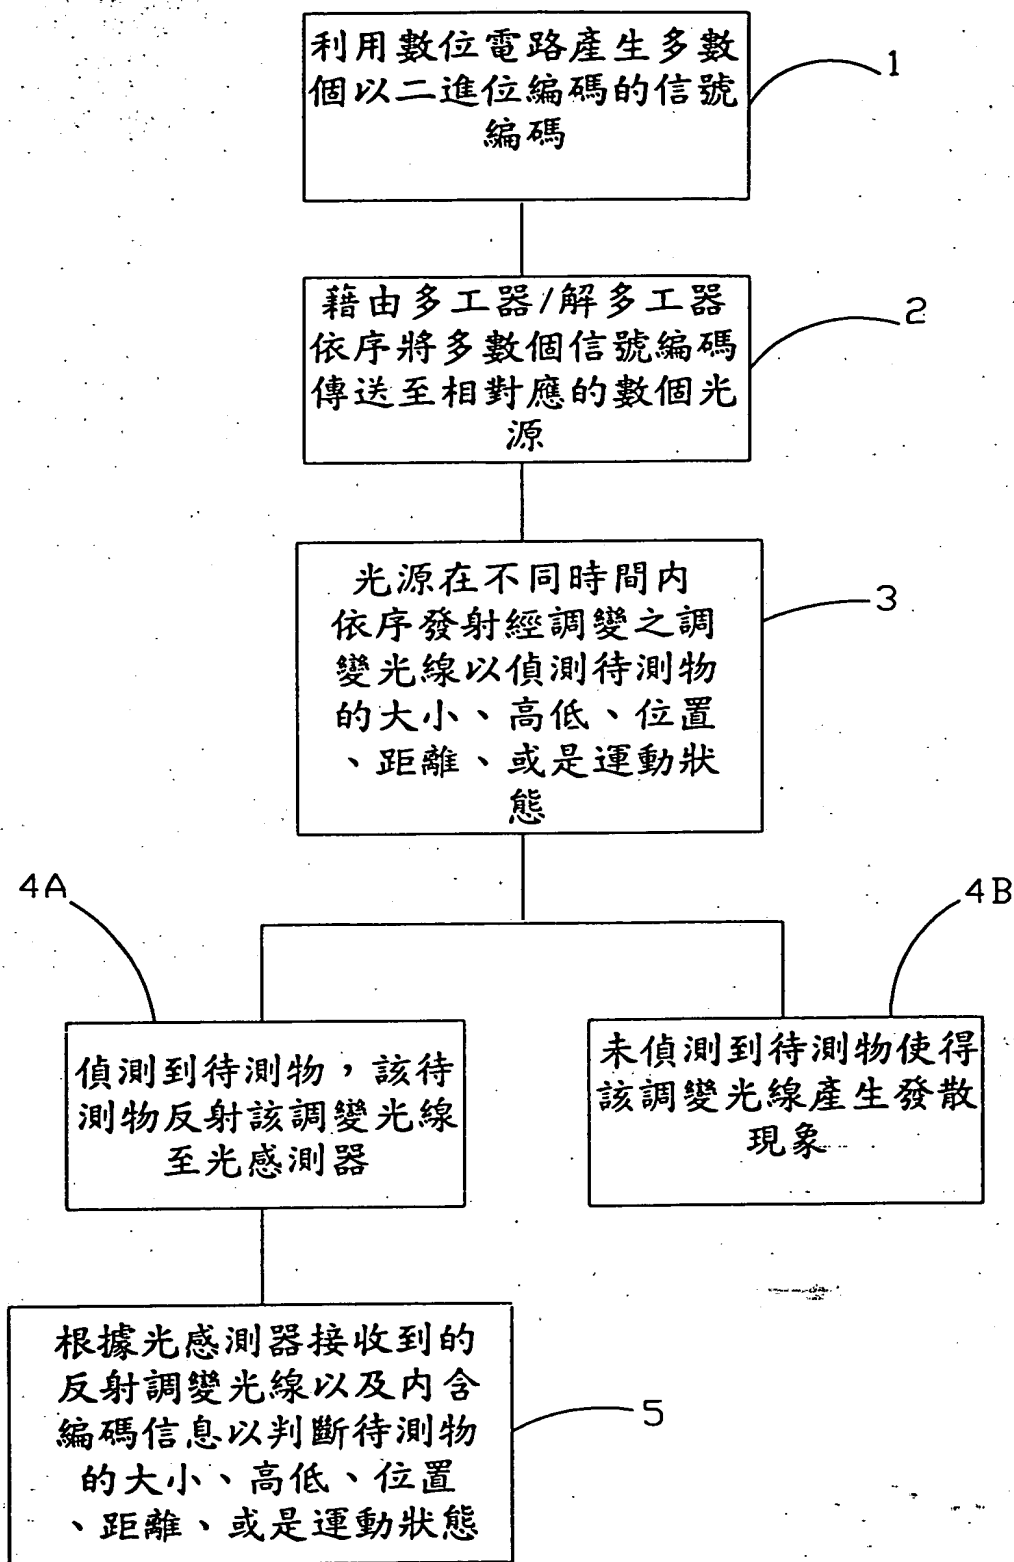 利用數位電路產生多數
個以二進位編碼的信號
編碼
1
藉由多工器/解多工器
依序將多數個信號編碼
傳送至相對應的數個光
源
2
光源在不同時間內
依序發射經調變之調
變光線以偵測待測物
的大小、高低、位置
、距離、或是運動狀
態
3
4A
4B
偵測到待測物，該待
測物反射該調變光線
至光感測器
未偵測到待測物使得
該調變光線產生發散
現象
根據光感測器接收到的
反射調變光線以及內含
編碼信息以判斷待測物
的大小、高低、位置
、距離、或是運動狀態
5